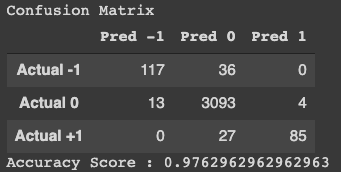 Confusion Matrix
Pred -1 Pred 0 Pred 1
Actual -1 117 36 0
Actual 0 13 3093 4
Actual +1 0 27 85
Accuracy Score : 0.9762962962962963